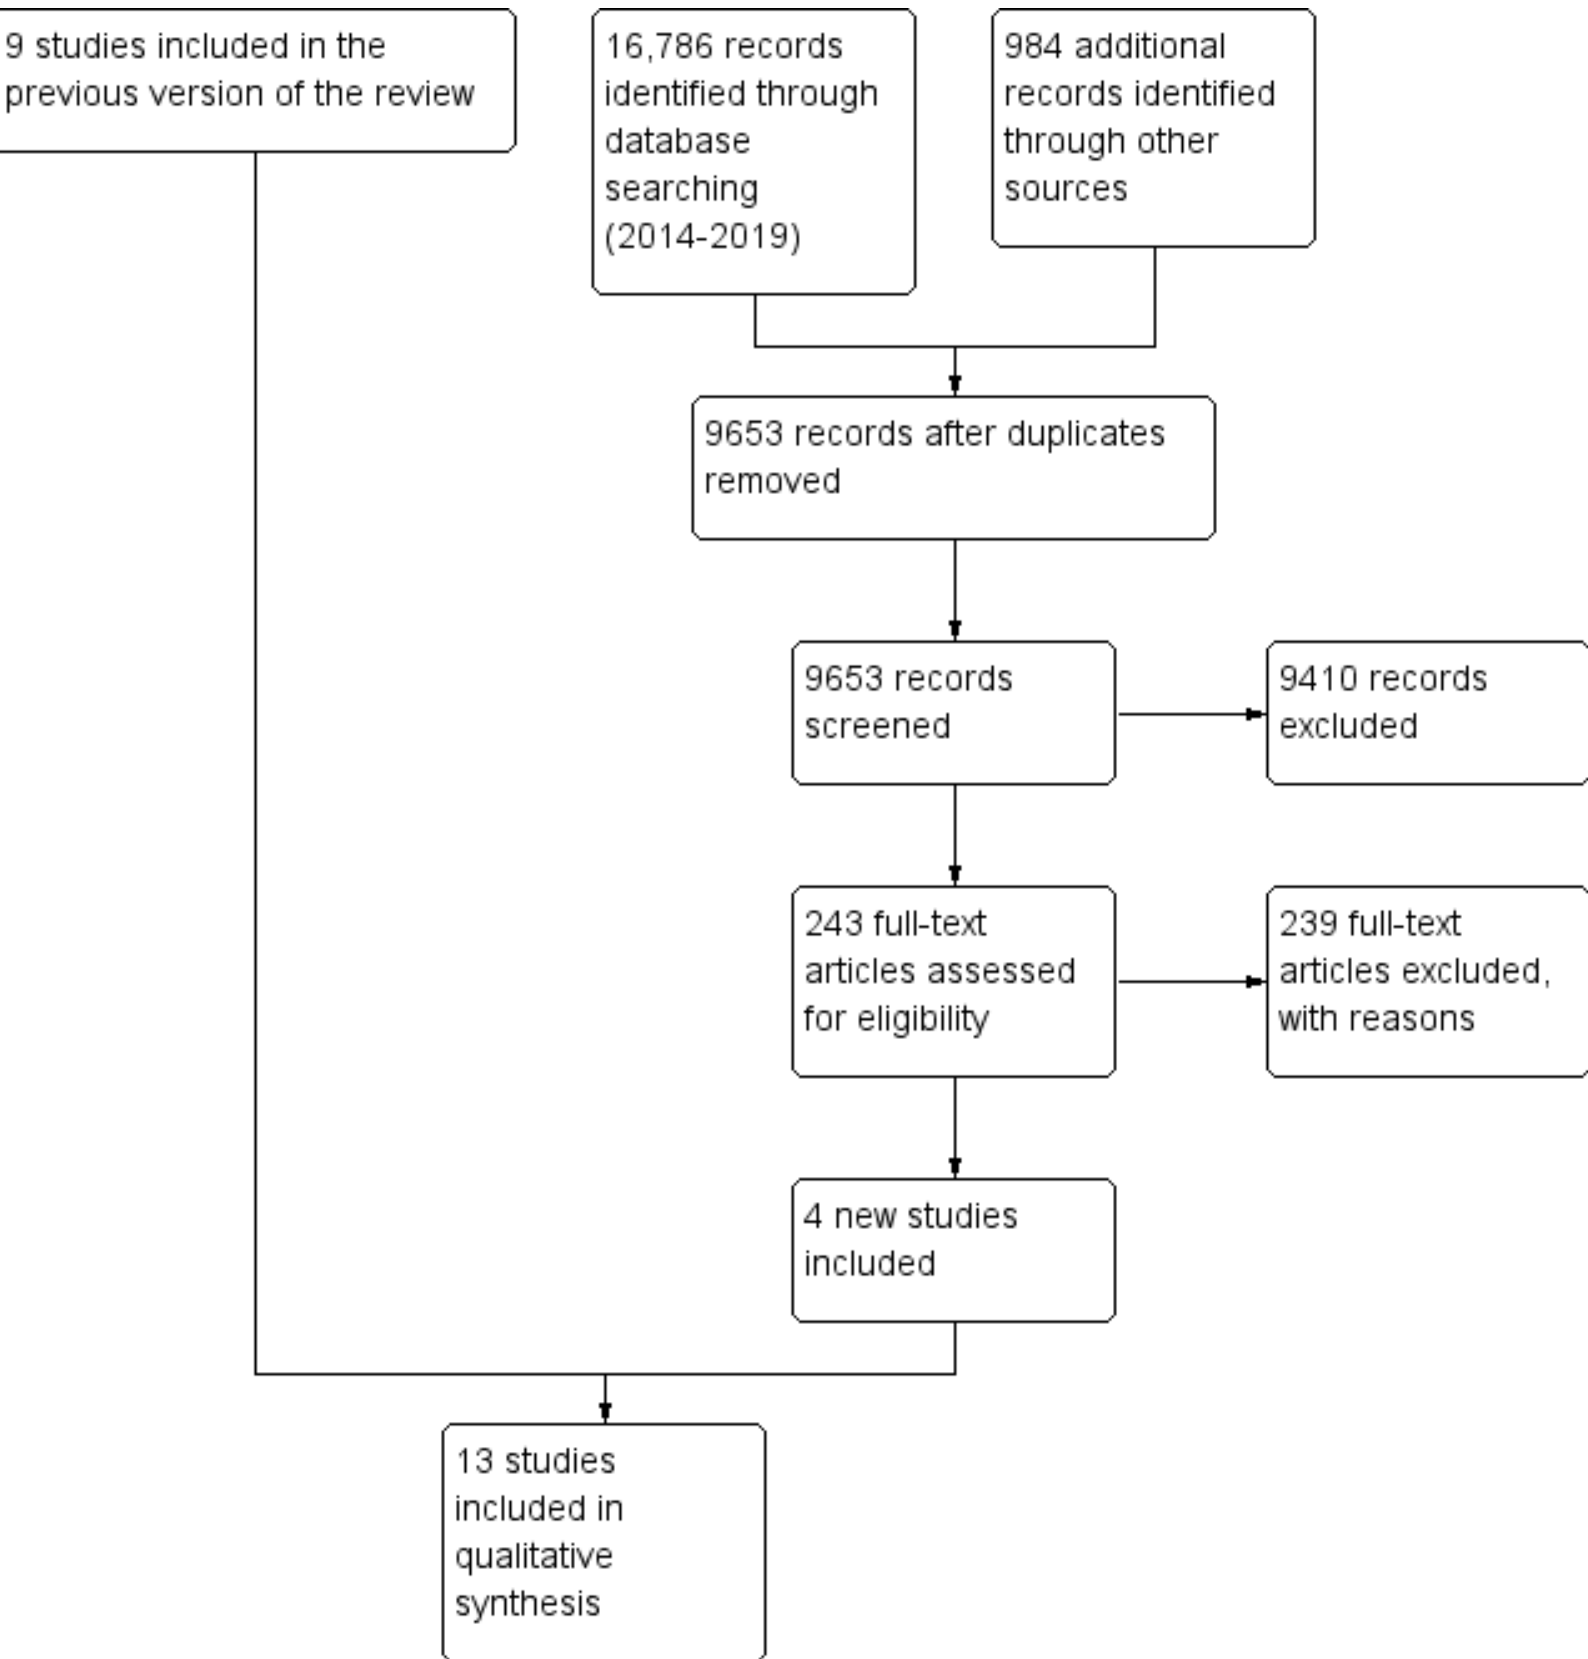 9 studies included in the
previous version of the review
16,786 records
identified through
database
searching
(2014-2019)
984 additional
records identified
through other
sources
9653 records after duplicates
removed
9653 records
screened
9410 records
excluded
243 full-text
articles assessed
for eligibility
239 full-text
articles excluded,
with reasons
4 new studies
included
13 studies
included in
qualitative
synthesis